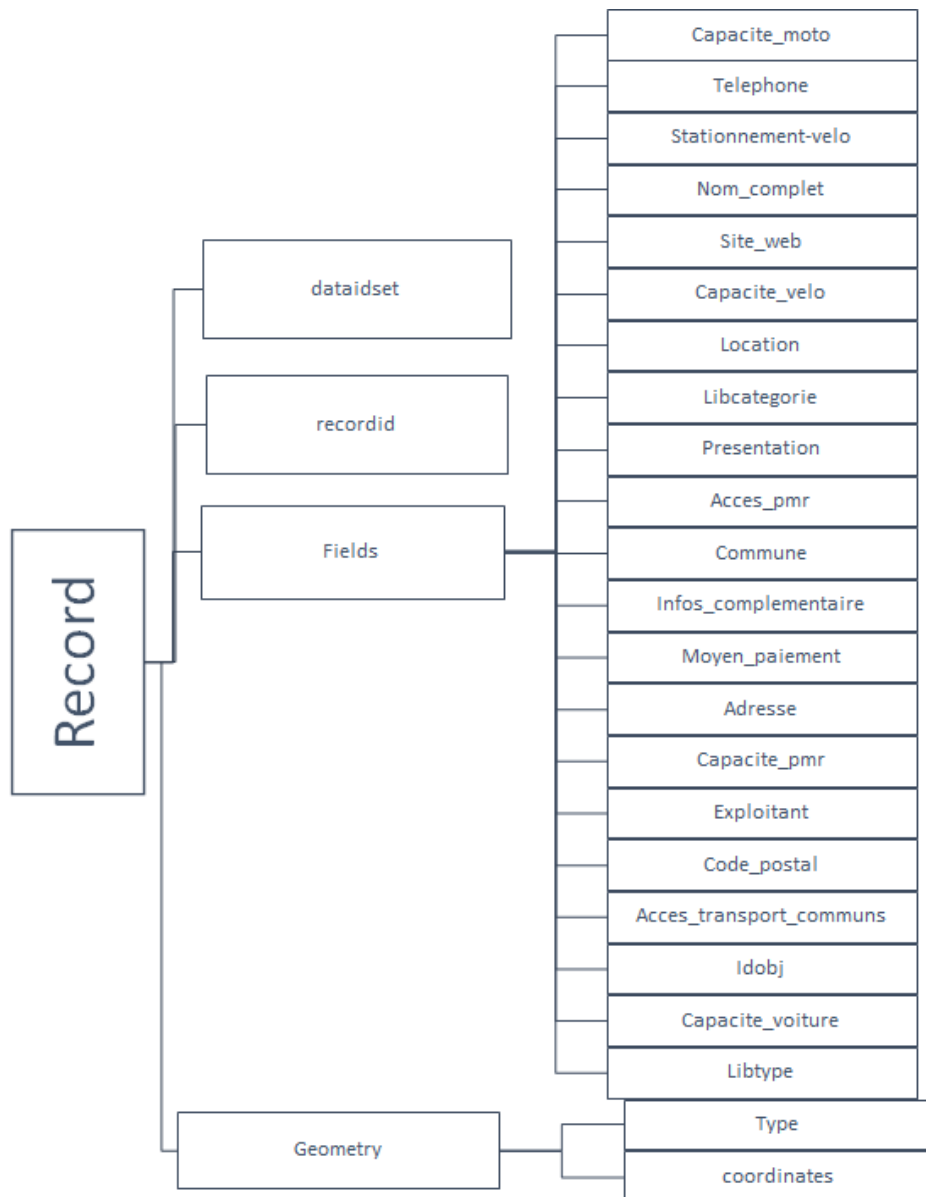 Record
dataidset
recordid
Fields
Geometry
Capacite_moto
Telephone
Stationnement-velo
Nom_complet
Site_web
Capacite_velo
Location
Libcategorie
Presentation
Acces_pmr
Commune
Infos_complementaire
Moyen_paiement
Adresse
Capacite_pmr
Exploitant
Code_postal
Acces_transport_communs
Idobj
Capacite_voiture
Libtype
Type
coordinates